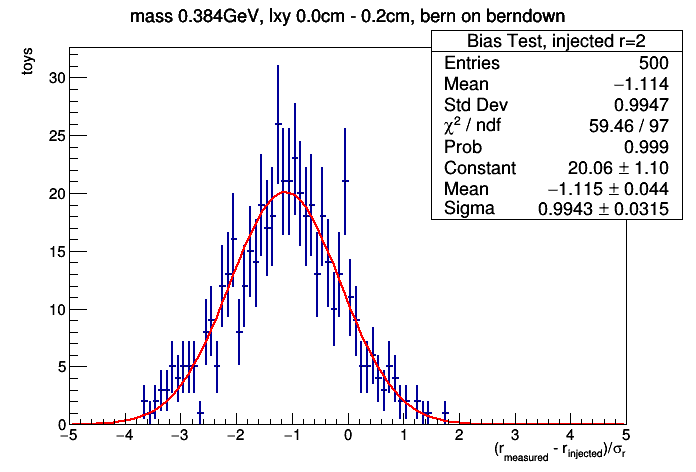 mass 0.384GeV, lxy 0.0cm - 0.2cm, bern on berndown
toys
Bias Test, injected r=2
Entries 500
Mean −1.114
Std Dev 0.9947
χ² / ndf 59.46 / 97
Prob 0.999
Constant 20.06 ± 1.10
Mean −1.115 ± 0.044
Sigma 0.9943 ± 0.0315
30
25
20
15
10
5
0
−5 −4 −3 −2 −1 0 1 2 3 4 5
(r_measured - r_injected)/σ_r